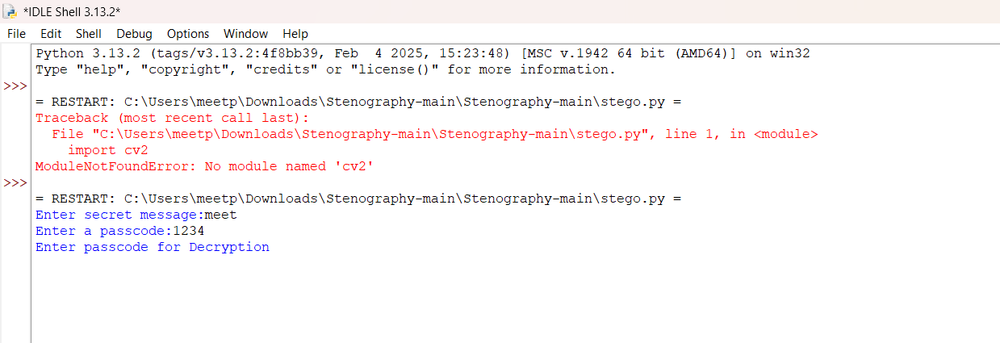 *IDLE Shell 3.13.2*
File Edit Shell Debug Options Window Help
Python 3.13.2 (tags/v3.13.2:4f8bb39, Feb  4 2025, 15:23:48) [MSC v.1942 64 bit (AMD64)] on win32
Type "help", "copyright", "credits" or "license()" for more information.
>>>
= RESTART: C:\Users\meetp\Downloads\Stenography-main\Stenography-main\stego.py =
Traceback (most recent call last):
  File "C:\Users\meetp\Downloads\Stenography-main\Stenography-main\stego.py", line 1, in <module>
    import cv2
ModuleNotFoundError: No module named 'cv2'
>>>
= RESTART: C:\Users\meetp\Downloads\Stenography-main\Stenography-main\stego.py =
Enter secret message:meet
Enter a passcode:1234
Enter passcode for Decryption